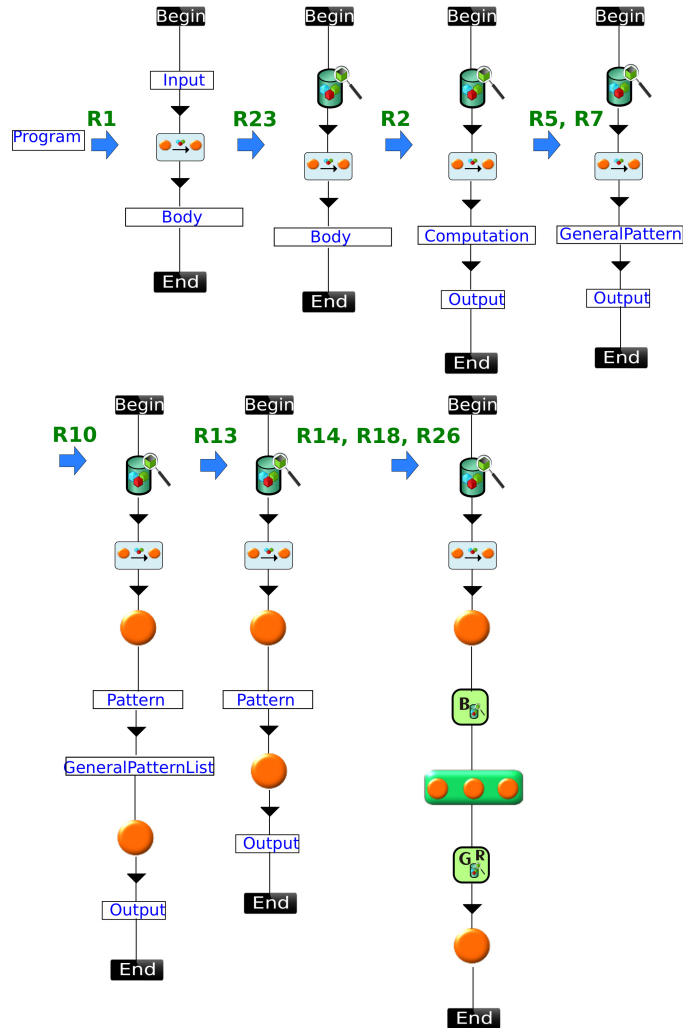 Begin
Begin
Begin
Begin
Input
R1
R23
R2
R5, R7
Program
Body
Body
Computation
GeneralPattern
End
End
Output
Output
End
End
Begin
Begin
Begin
R10
R13
R14, R18, R26
Pattern
Pattern
B
GeneralPatternList
Output
G R
Output
End
End
End